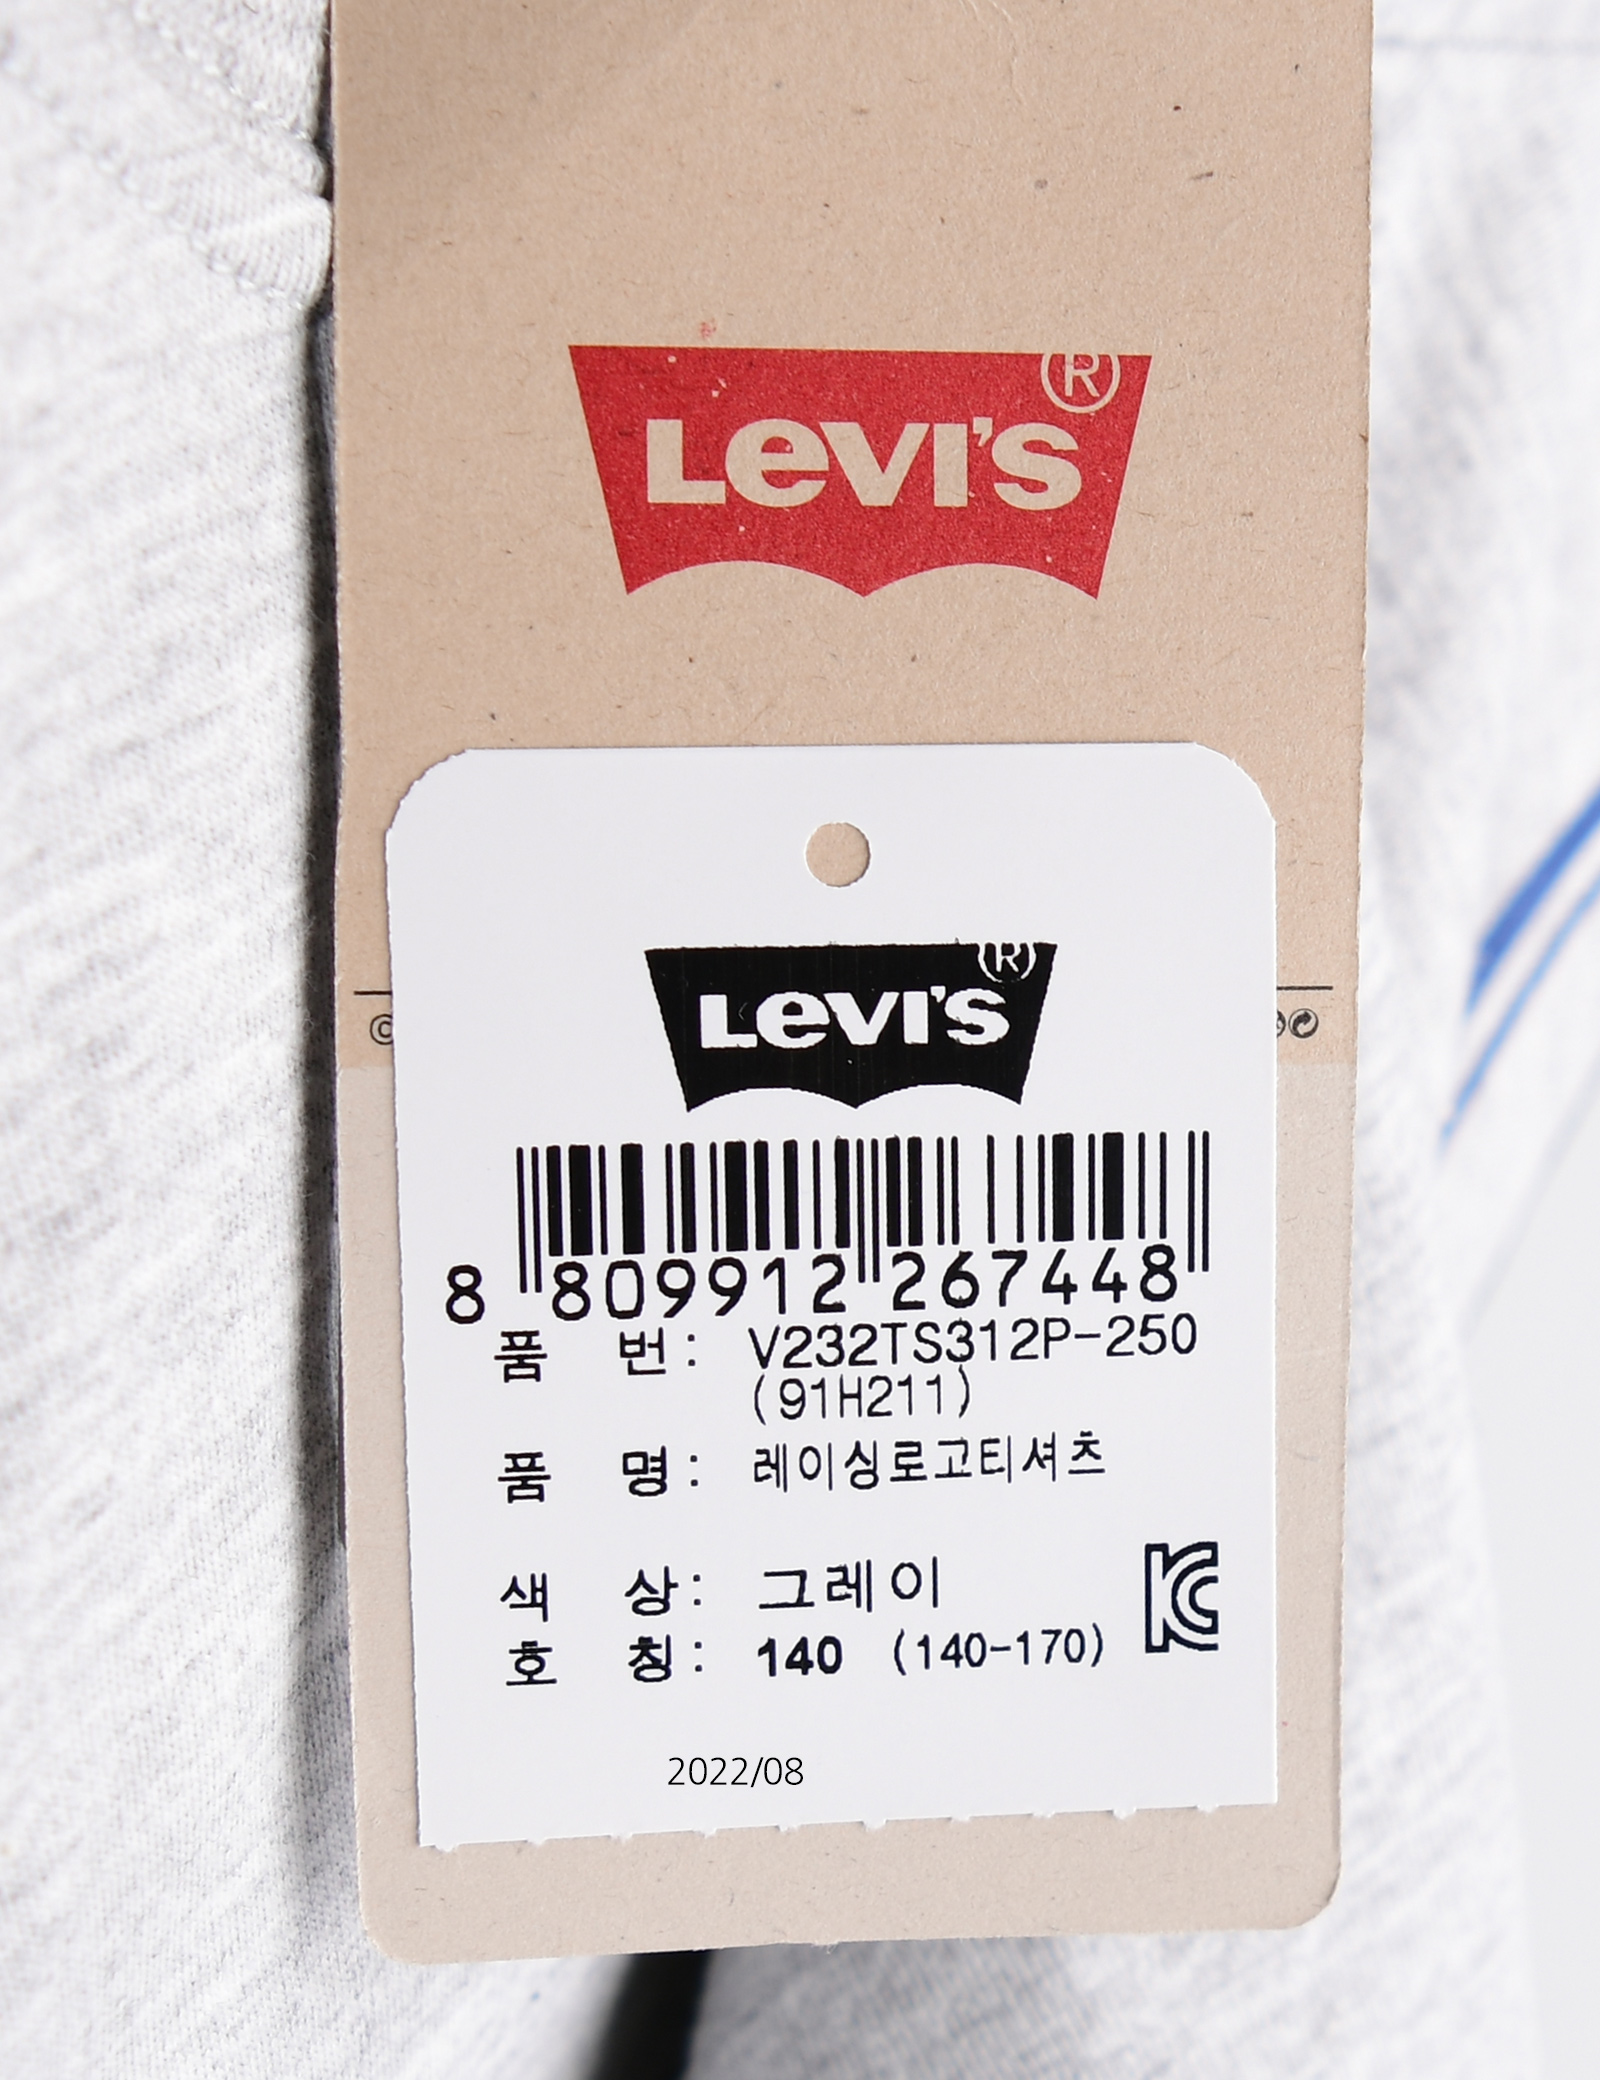 LEVI'S®
©
LEVI'S®
8 809912 267448
품 번: V232TS312P-250
(91H211)
품 명: 레이싱로고티셔츠
색 상: 그레이
호 칭: 140 (140-170)
2022/08